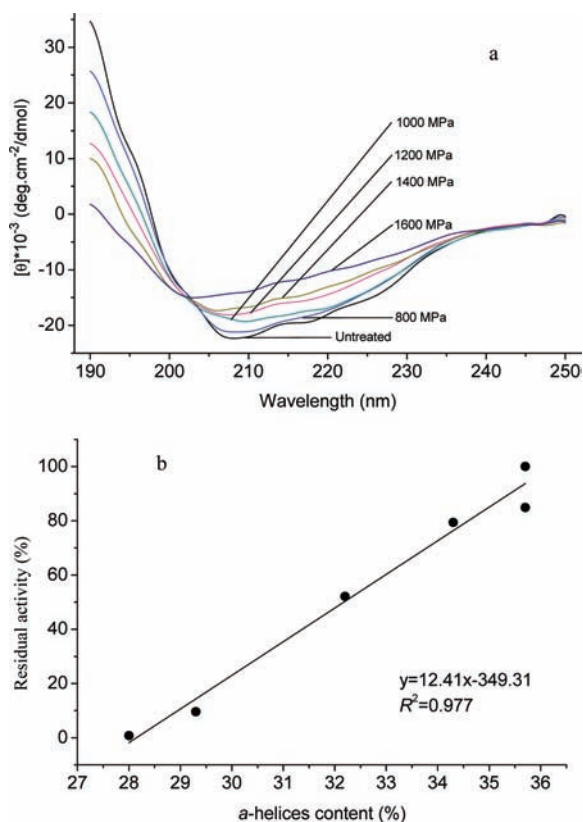 a
30
20
10
0
-10
-20
[θ]*10⁻³ (deg.cm⁻²/dmol)
1000 MPa
1200 MPa
1400 MPa
1600 MPa
800 MPa
Untreated
190 200 210 220 230 240 250
Wavelength (nm)
b
100
80
60
40
20
0
Residual activity (%)
y=12.41x-349.31
R²=0.977
27 28 29 30 31 32 33 34 35 36
a-helices content (%)